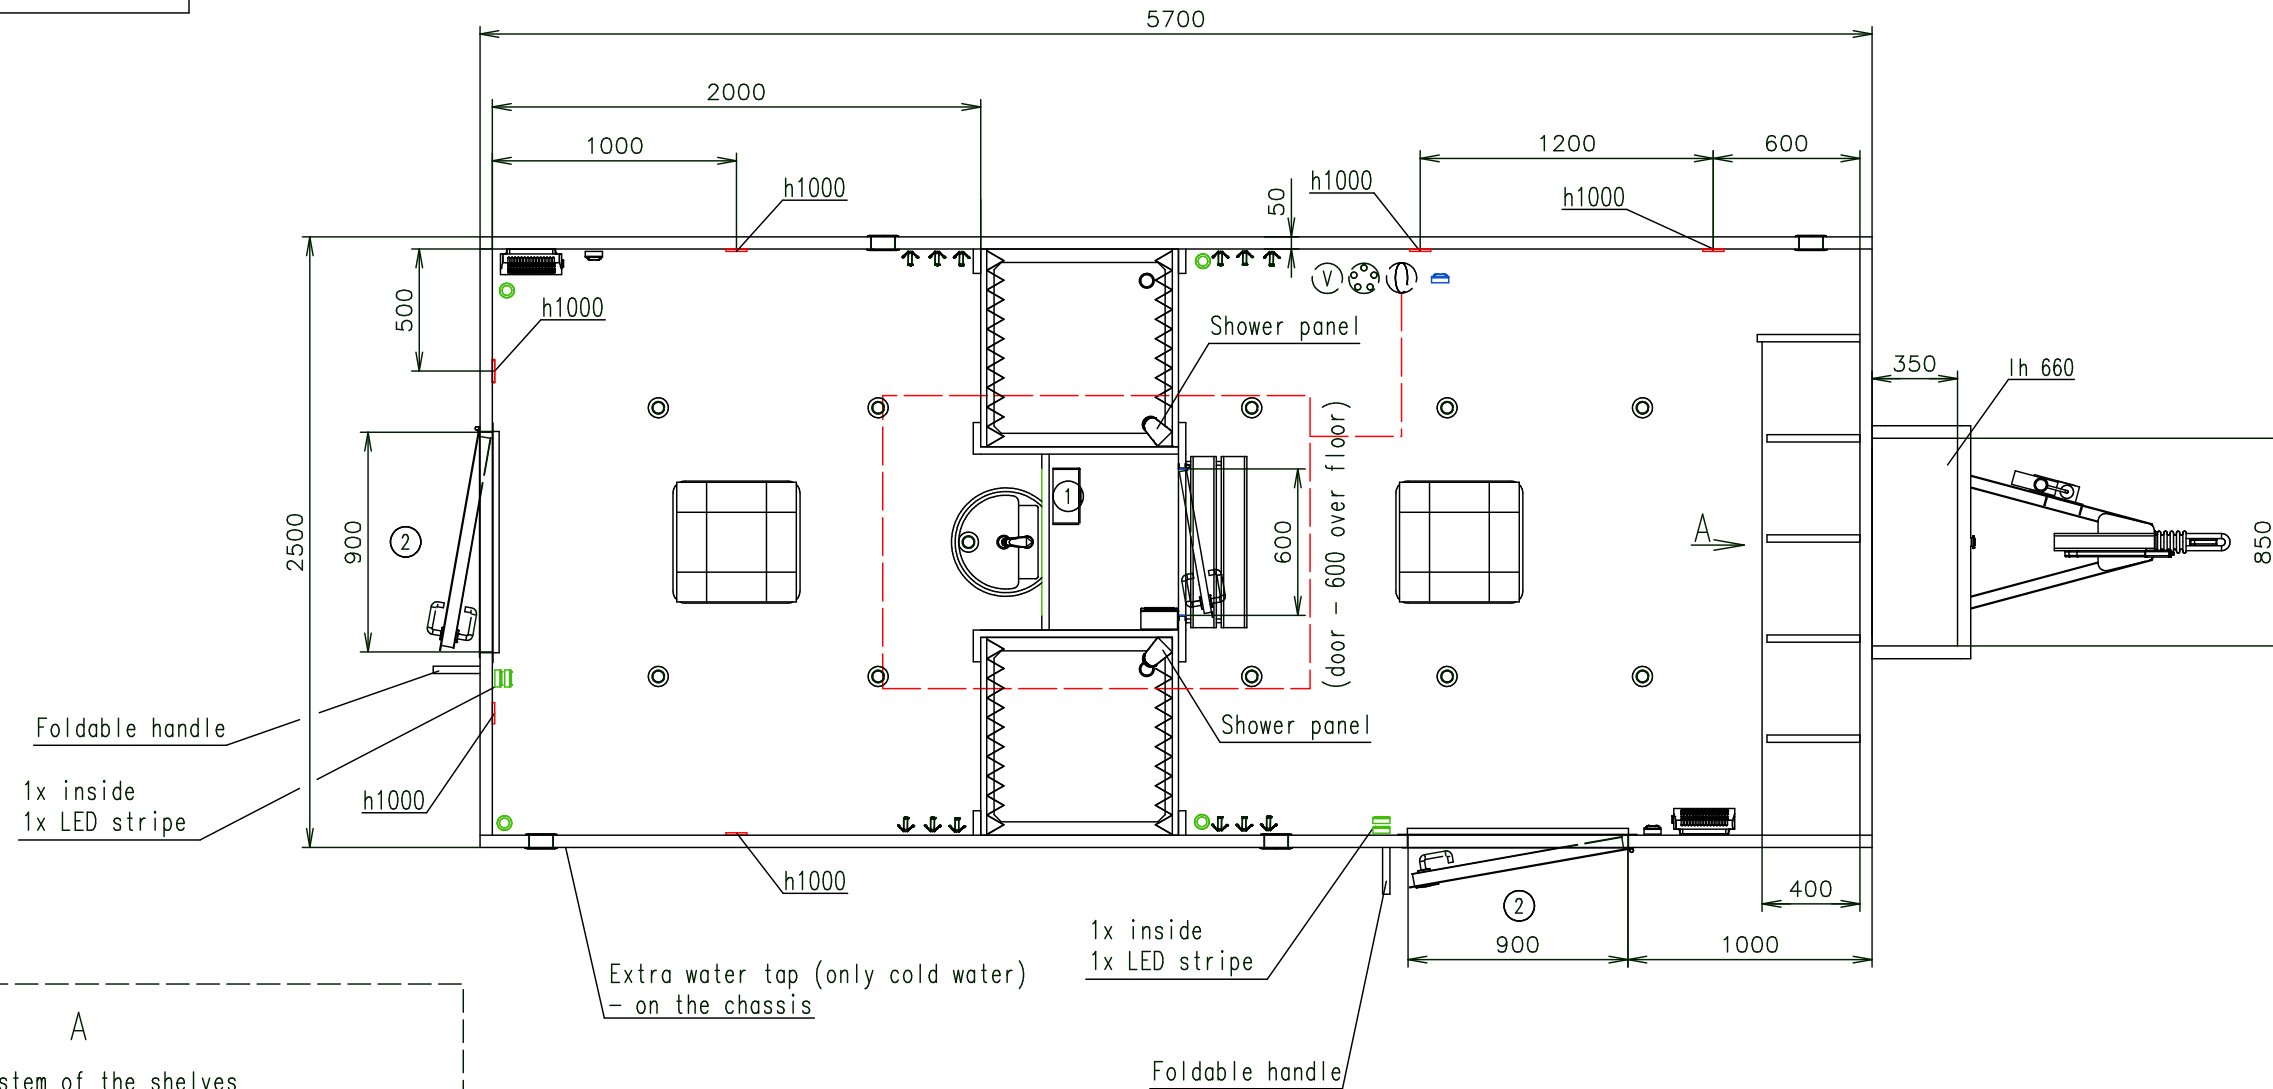 5700
2000
1000
1200
600
h1000
h1000
h1000
50
500
h1000
Shower panel
350
lh 660
(door - 600 over floor)
V
1
2500
900
2
600
A
850
Foldable handle
Shower panel
1x inside
1x LED stripe
h1000
h1000
400
2
1x inside
1x LED stripe
900
1000
Extra water tap (only cold water)
- on the chassis
A
stem of the shelves
Foldable handle